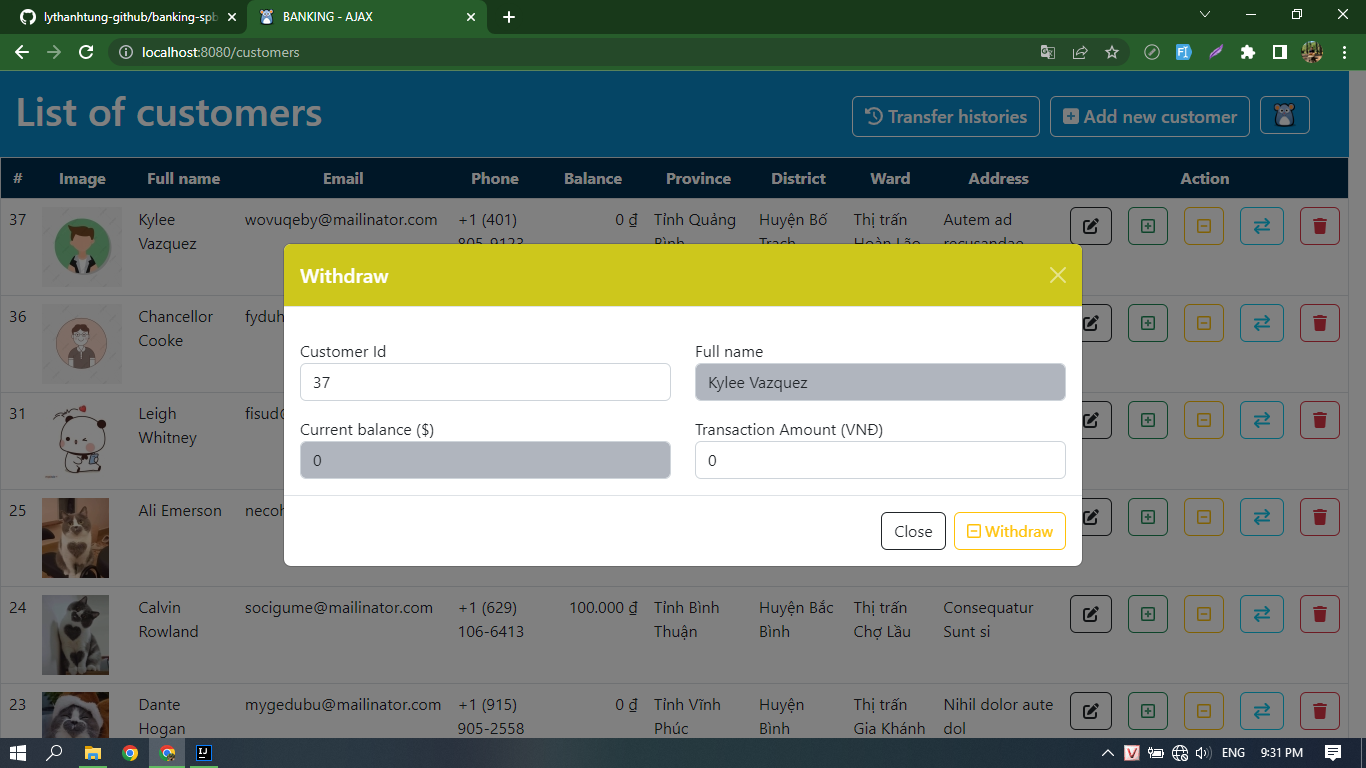 lythanhtung-github/banking-spb
BANKING - AJAX
localhost:8080/customers
List of customers
Transfer histories
Add new customer
# Image Full name Email Phone Balance Province District Ward Address Action
37 Kylee wovuqeby@mailinator.com +1 (401) 0 ₫ Tỉnh Quảng Huyện Bố Thị trấn Autem ad
Vazquez 805-9123 Bình Trạch Hoàn Lão recusandae
Withdraw
36 Chancellor fyduh
Cooke
Customer Id Full name
37 Kylee Vazquez
31 Leigh fisud@
Whitney
Current balance ($) Transaction Amount (VNĐ)
0 0
25 Ali Emerson necoh
Close Withdraw
24 Calvin socigume@mailinator.com +1 (629) 100.000 ₫ Tỉnh Bình Huyện Bắc Thị trấn Consequatur
Rowland 106-6413 Thuận Bình Chợ Lầu Sunt si
23 Dante mygedubu@mailinator.com +1 (915) 0 ₫ Tỉnh Vĩnh Huyện Thị trấn Nihil dolor aute
Hogan 905-2558 Phúc Bình Gia Khánh dol
ENG 9:31 PM